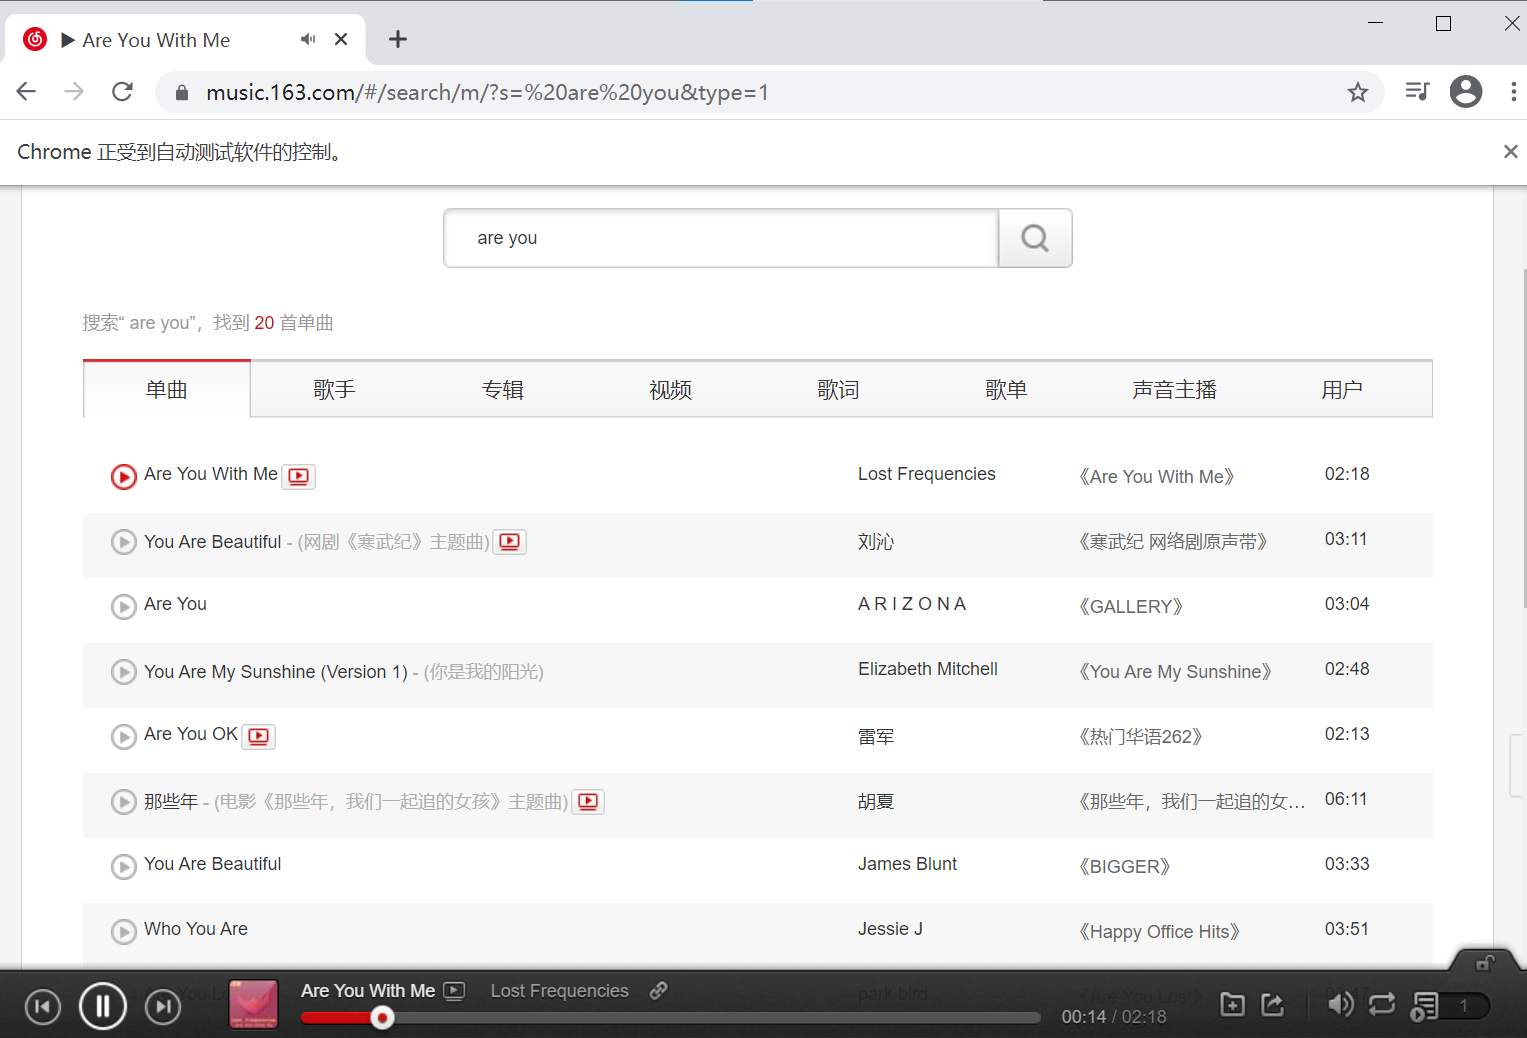 Are You With Me
music.163.com/#/search/m/?s=%20are%20you&type=1
Chrome 正受到自动测试软件的控制。
are you
搜索“ are you”，找到 20 首单曲
单曲 歌手 专辑 视频 歌词 歌单 声音主播 用户
Are You With Me Lost Frequencies 《Are You With Me》 02:18
You Are Beautiful - (网剧《寒武纪》主题曲) 刘沁 《寒武纪 网络剧原声带》 03:11
Are You A R I Z O N A 《GALLERY》 03:04
You Are My Sunshine (Version 1) - (你是我的阳光) Elizabeth Mitchell 《You Are My Sunshine》 02:48
Are You OK 雷军 《热门华语262》 02:13
那些年 - (电影《那些年，我们一起追的女孩》主题曲) 胡夏 《那些年，我们一起追的女… 06:11
You Are Beautiful James Blunt 《BIGGER》 03:33
Who You Are Jessie J 《Happy Office Hits》 03:51
Are You With Me Lost Frequencies
park bird 《Are You Lost》
00:14 / 02:18 1